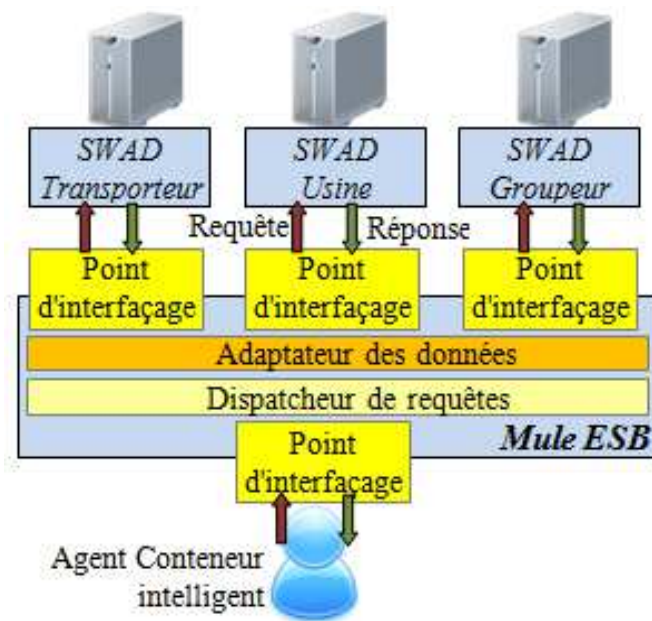 SWAD
Transporteur
SWAD
Usine
SWAD
Groupeur
Requête
Réponse
Point
d'interfaçage
Point
d'interfaçage
Point
d'interfaçage
Adaptateur des données
Dispatcheur de requêtes
Mule ESB
Point
d'interfaçage
Agent Conteneur
intelligent